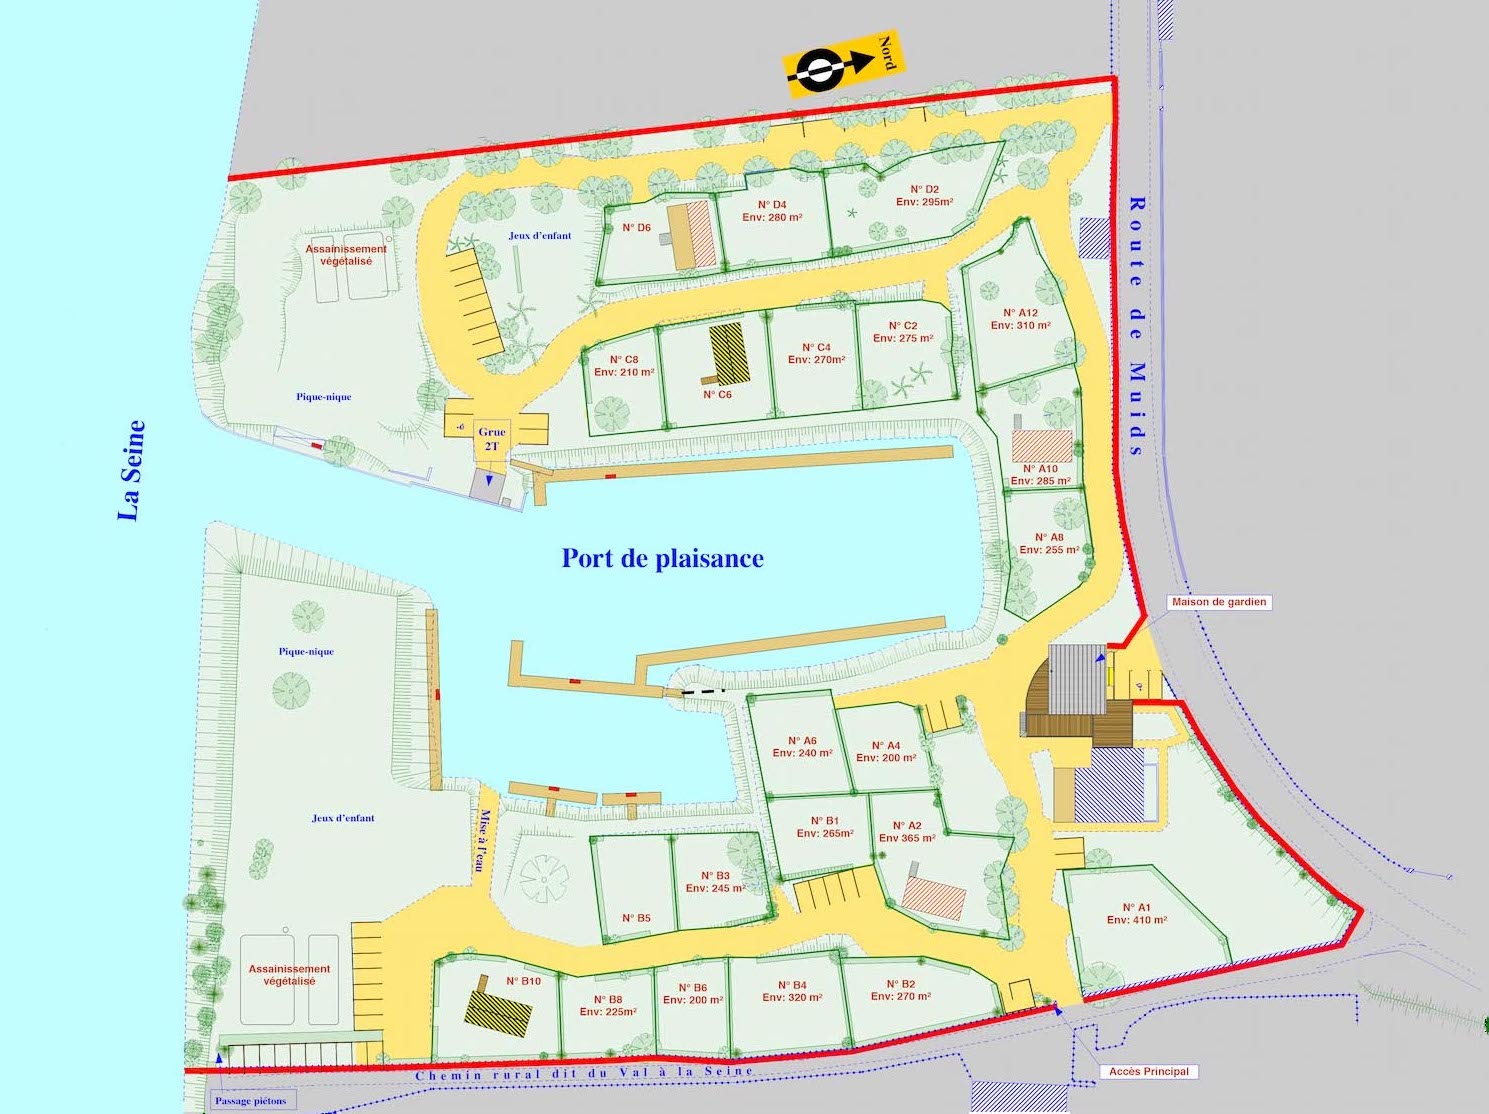 Nord
N° D2
Env: 295m²
N° D4
Env: 280 m²
N° D6
Jeux d'enfant
Assainissement
végétalisé
Route de Muids
N° A12
Env: 310 m²
N° C2
Env: 275 m²
N° C4
Env: 270m²
N° C8
Env: 210 m²
N° C6
Pique-nique
Grue
2T
La Seine
N° A10
Env: 285 m²
N° A8
Env: 255 m²
Port de plaisance
Maison de gardien
Pique-nique
N° A6
Env: 240 m²
N° A4
Env: 200 m²
Jeux d'enfant
Mise à l'eau
N° B1
Env: 265m²
N° A2
Env 365 m²
N° B3
Env: 245 m²
N° B5
N° A1
Env: 410 m²
Assainissement
végétalisé
N° B10
N° B8
Env: 225m²
N° B6
Env: 200 m²
N° B4
Env: 320 m²
N° B2
Env: 270 m²
Chemin rural dit du Val à la Seine
Accès Principal
Passage piétons